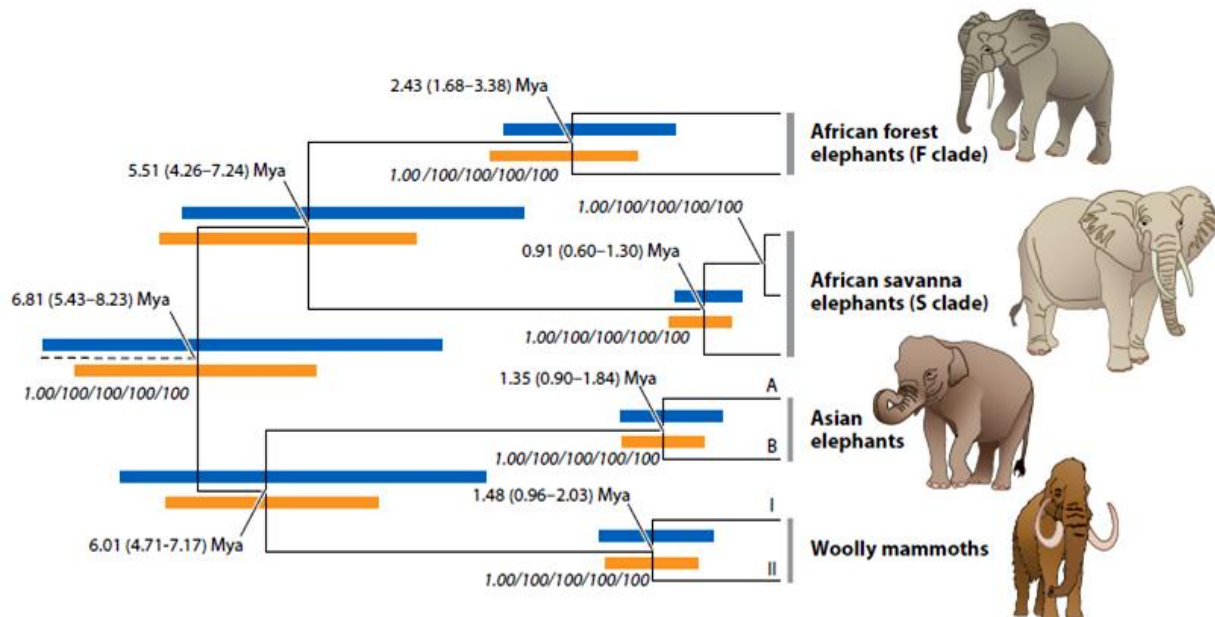 2.43 (1.68–3.38) Mya
African forest
elephants (F clade)
1.00/100/100/100/100
5.51 (4.26–7.24) Mya
1.00/100/100/100/100
0.91 (0.60–1.30) Mya
African savanna
elephants (S clade)
6.81 (5.43–8.23) Mya
1.00/100/100/100/100
1.00/100/100/100/100
1.35 (0.90–1.84) Mya
A
Asian
elephants
B
1.00/100/100/100/100
1.48 (0.96–2.03) Mya
I
6.01 (4.71-7.17) Mya
Woolly mammoths
II
1.00/100/100/100/100